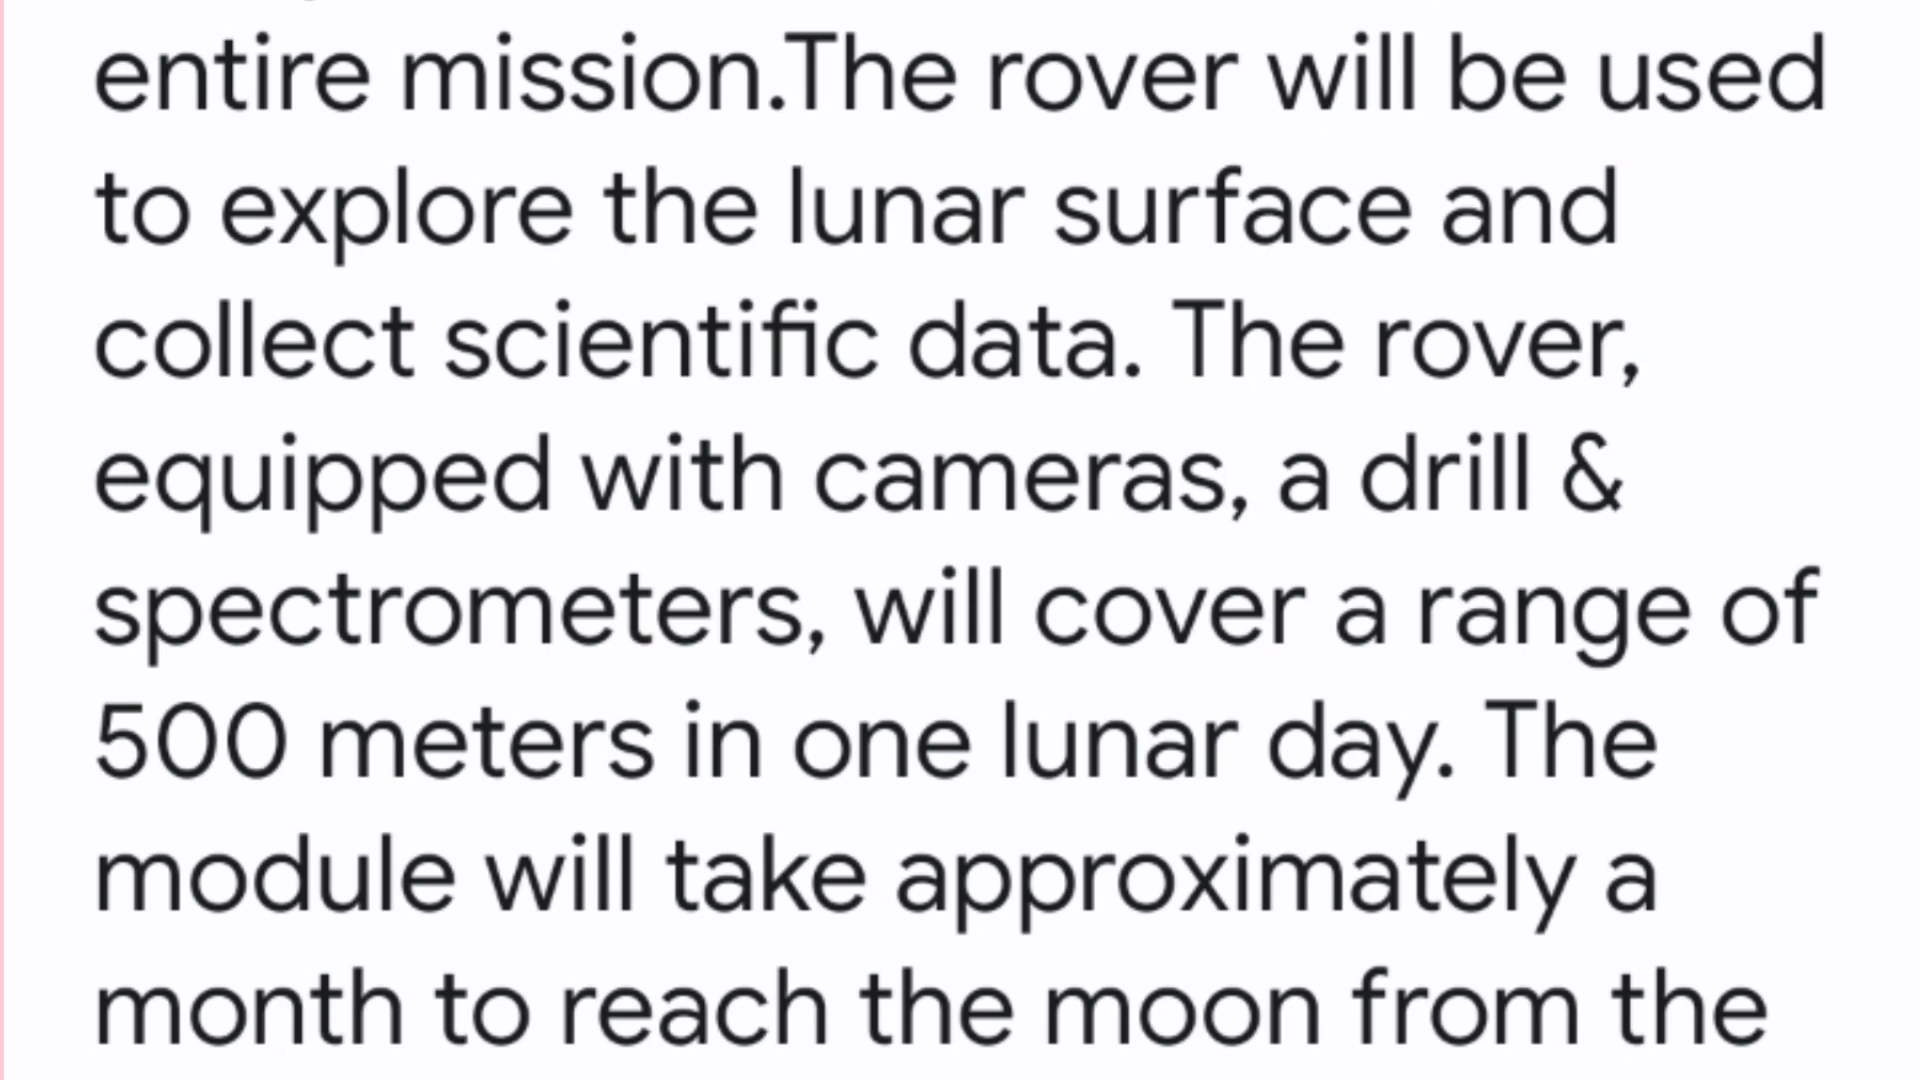 entire mission.The rover will be used
to explore the lunar surface and
collect scientific data. The rover,
equipped with cameras, a drill &
spectrometers, will cover a range of
500 meters in one lunar day. The
module will take approximately a
month to reach the moon from the